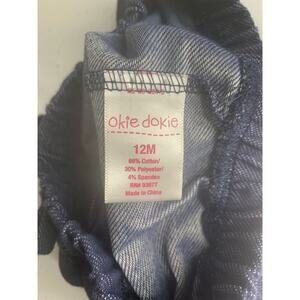 okie dokie
12M
66% Cotton/
30% Polyester/
4% Spandex
RN# 93677
Made in China